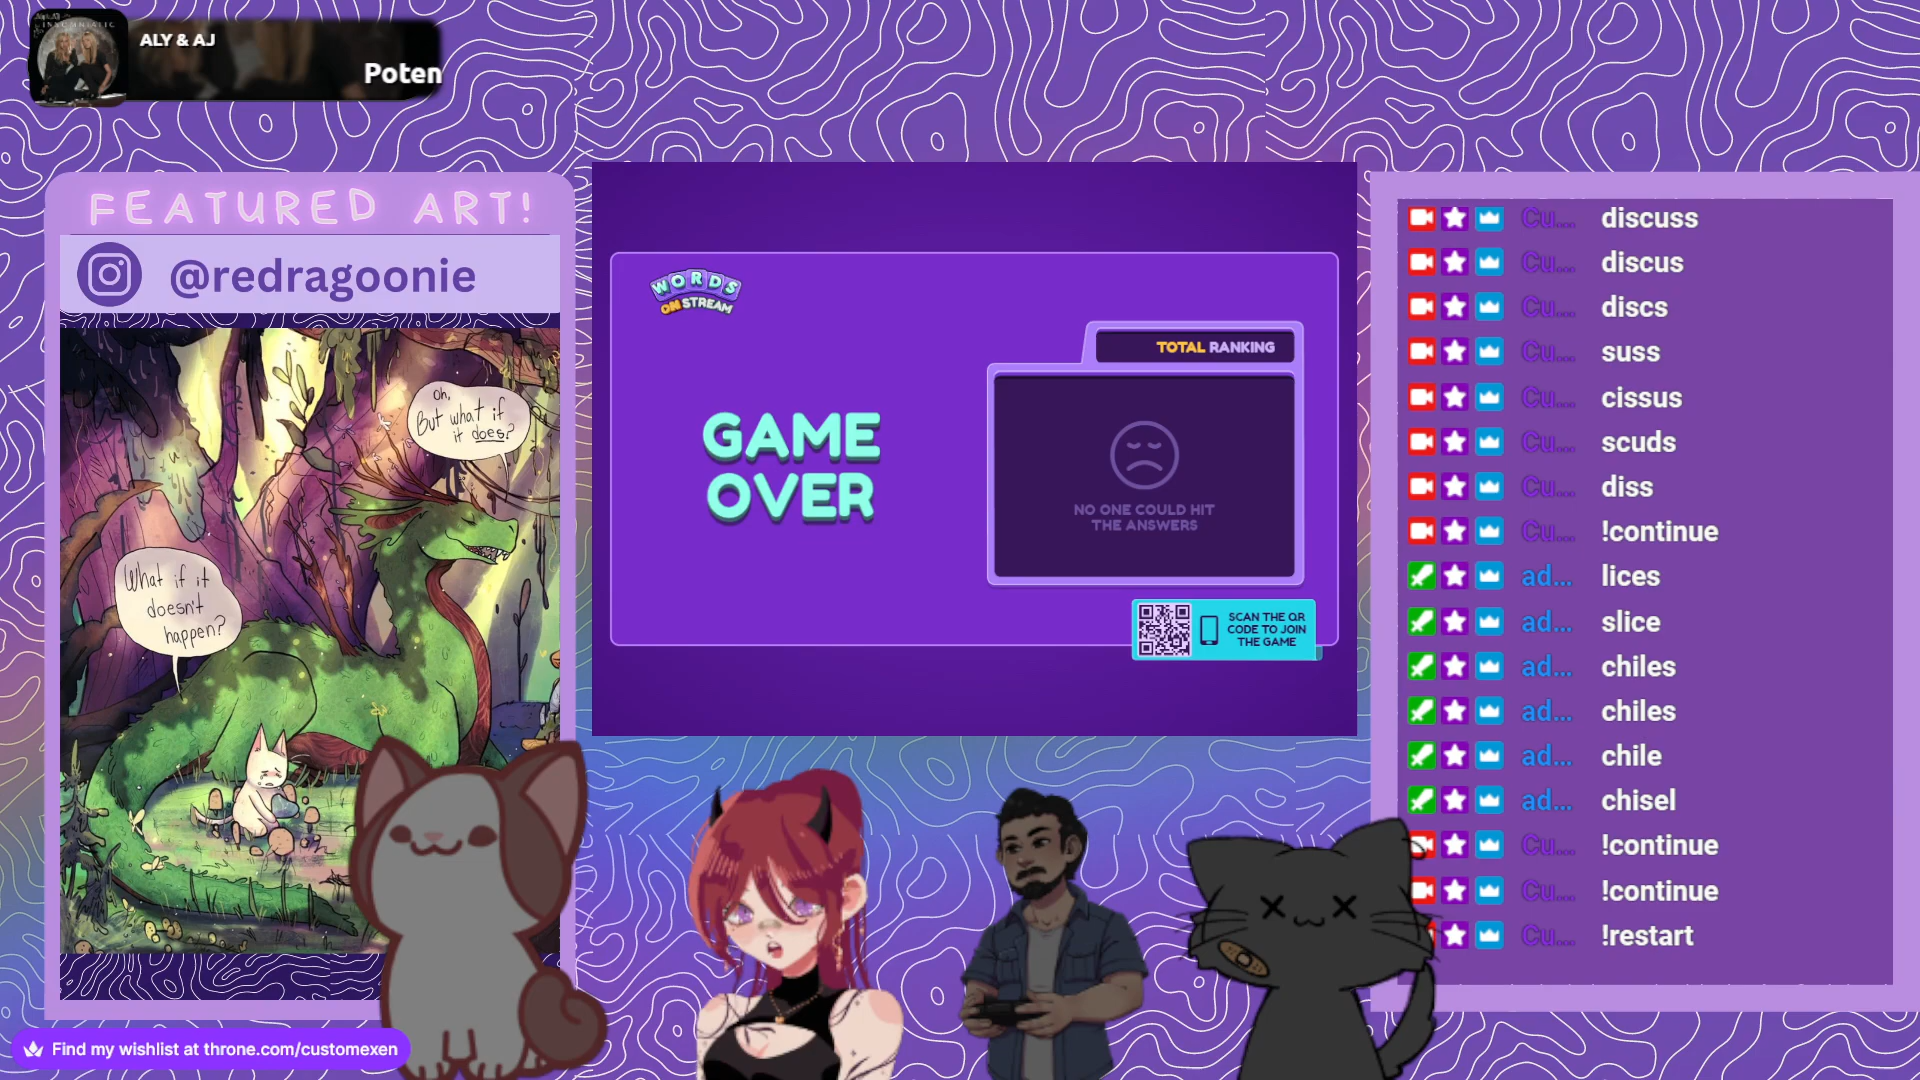 INSOMNIATIC
ALY & AJ
Poten
FEATURED ART!
@redragoonie
Oh,
But what if
it does?
What if it
doesn't
happen?
WORDS
ON STREAM
GAME
OVER
TOTAL RANKING
NO ONE COULD HIT
THE ANSWERS
SCAN THE QR
CODE TO JOIN
THE GAME
Cu... discuss
Cu... discus
Cu... discs
Cu... suss
Cu... cissus
Cu... scuds
Cu... diss
Cu... !continue
ad... lices
ad... slice
ad... chiles
ad... chiles
ad... chile
ad... chisel
Cu... !continue
Cu... !continue
Cu... !restart
Find my wishlist at throne.com/customexen